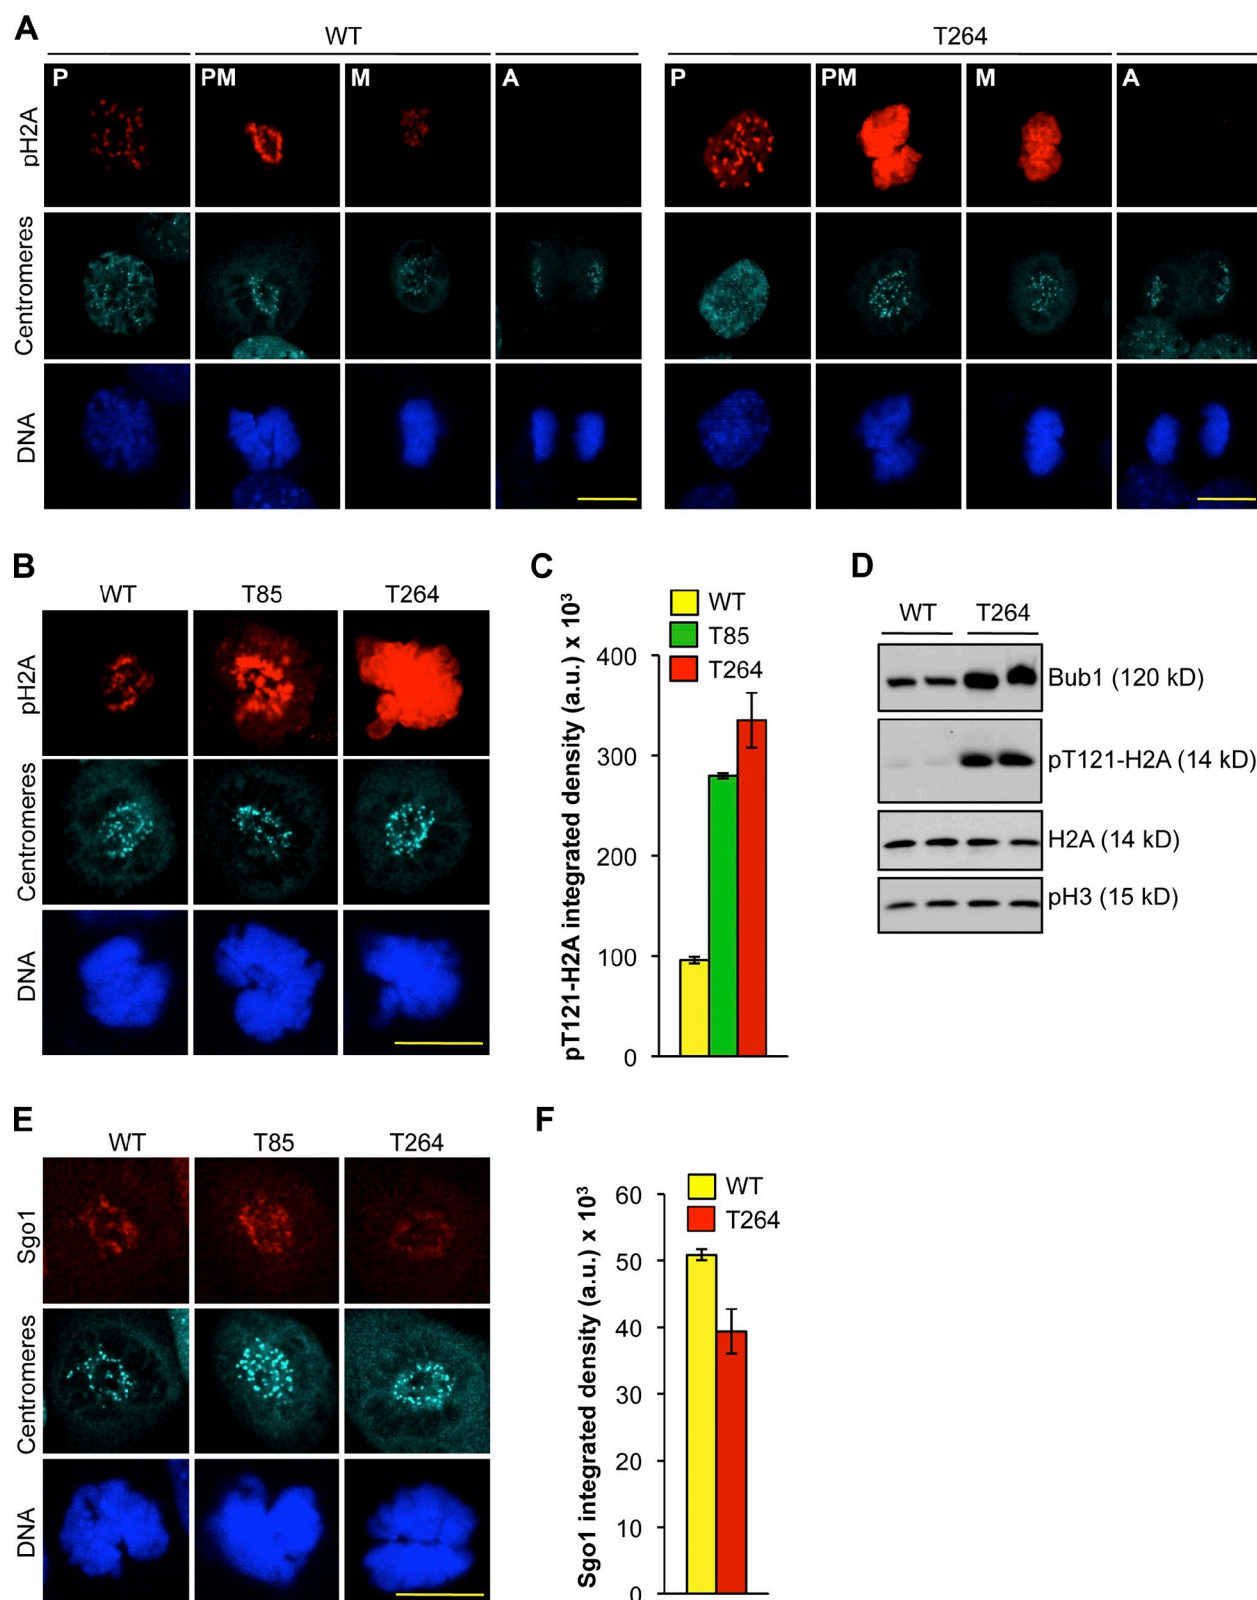 A
WT
T264
P
PM
M
A
P
PM
M
A
pH2A
Centromeres
DNA
B
WT
T85
T264
pH2A
Centromeres
DNA
C
WT
T85
T264
pT121-H2A integrated density (a.u.) x 10³
400
300
200
100
0
D
WT
T264
Bub1 (120 kD)
pT121-H2A (14 kD)
H2A (14 kD)
pH3 (15 kD)
E
WT
T85
T264
Sgo1
Centromeres
DNA
F
WT
T264
Sgo1 integrated density (a.u.) x 10³
60
50
40
30
20
10
0